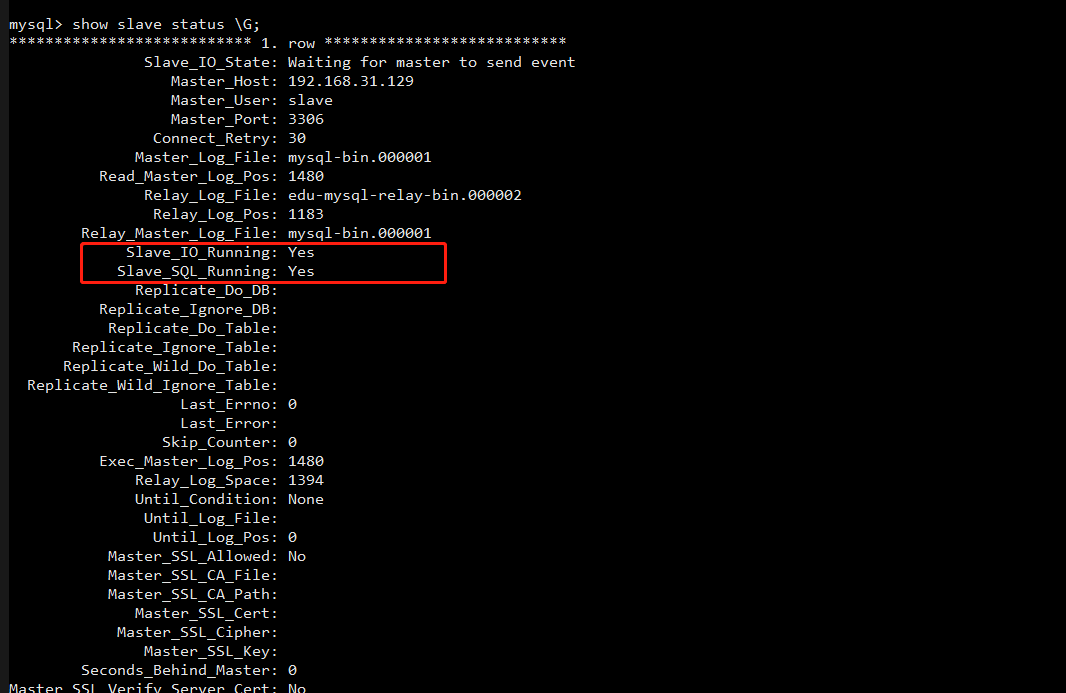 mysql> show slave status \G;
*************************** 1. row ***************************
Slave_IO_State: Waiting for master to send event
Master_Host: 192.168.31.129
Master_User: slave
Master_Port: 3306
Connect_Retry: 30
Master_Log_File: mysql-bin.000001
Read_Master_Log_Pos: 1480
Relay_Log_File: edu-mysql-relay-bin.000002
Relay_Log_Pos: 1183
Relay_Master_Log_File: mysql-bin.000001
Slave_IO_Running: Yes
Slave_SQL_Running: Yes
Replicate_Do_DB:
Replicate_Ignore_DB:
Replicate_Do_Table:
Replicate_Ignore_Table:
Replicate_Wild_Do_Table:
Replicate_Wild_Ignore_Table:
Last_Errno: 0
Last_Error:
Skip_Counter: 0
Exec_Master_Log_Pos: 1480
Relay_Log_Space: 1394
Until_Condition: None
Until_Log_File:
Until_Log_Pos: 0
Master_SSL_Allowed: No
Master_SSL_CA_File:
Master_SSL_CA_Path:
Master_SSL_Cert:
Master_SSL_Cipher:
Master_SSL_Key:
Seconds_Behind_Master: 0
Master_SSL_Verify_Server_Cert: No